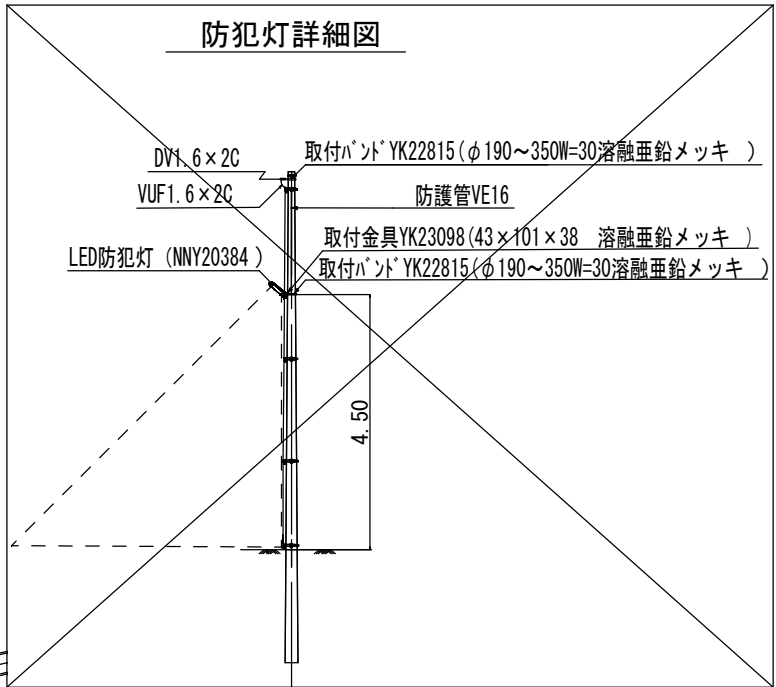 防犯灯詳細図
DV1.6×2C
取付ﾊﾞﾝﾄﾞYK22815(φ190～350W=30溶融亜鉛メッキ )
VUF1.6×2C
防護管VE16
取付金具YK23098(43×101×38 溶融亜鉛メッキ )
LED防犯灯 (NNY20384 )
取付ﾊﾞﾝﾄﾞYK22815(φ190～350W=30溶融亜鉛メッキ )
4.50